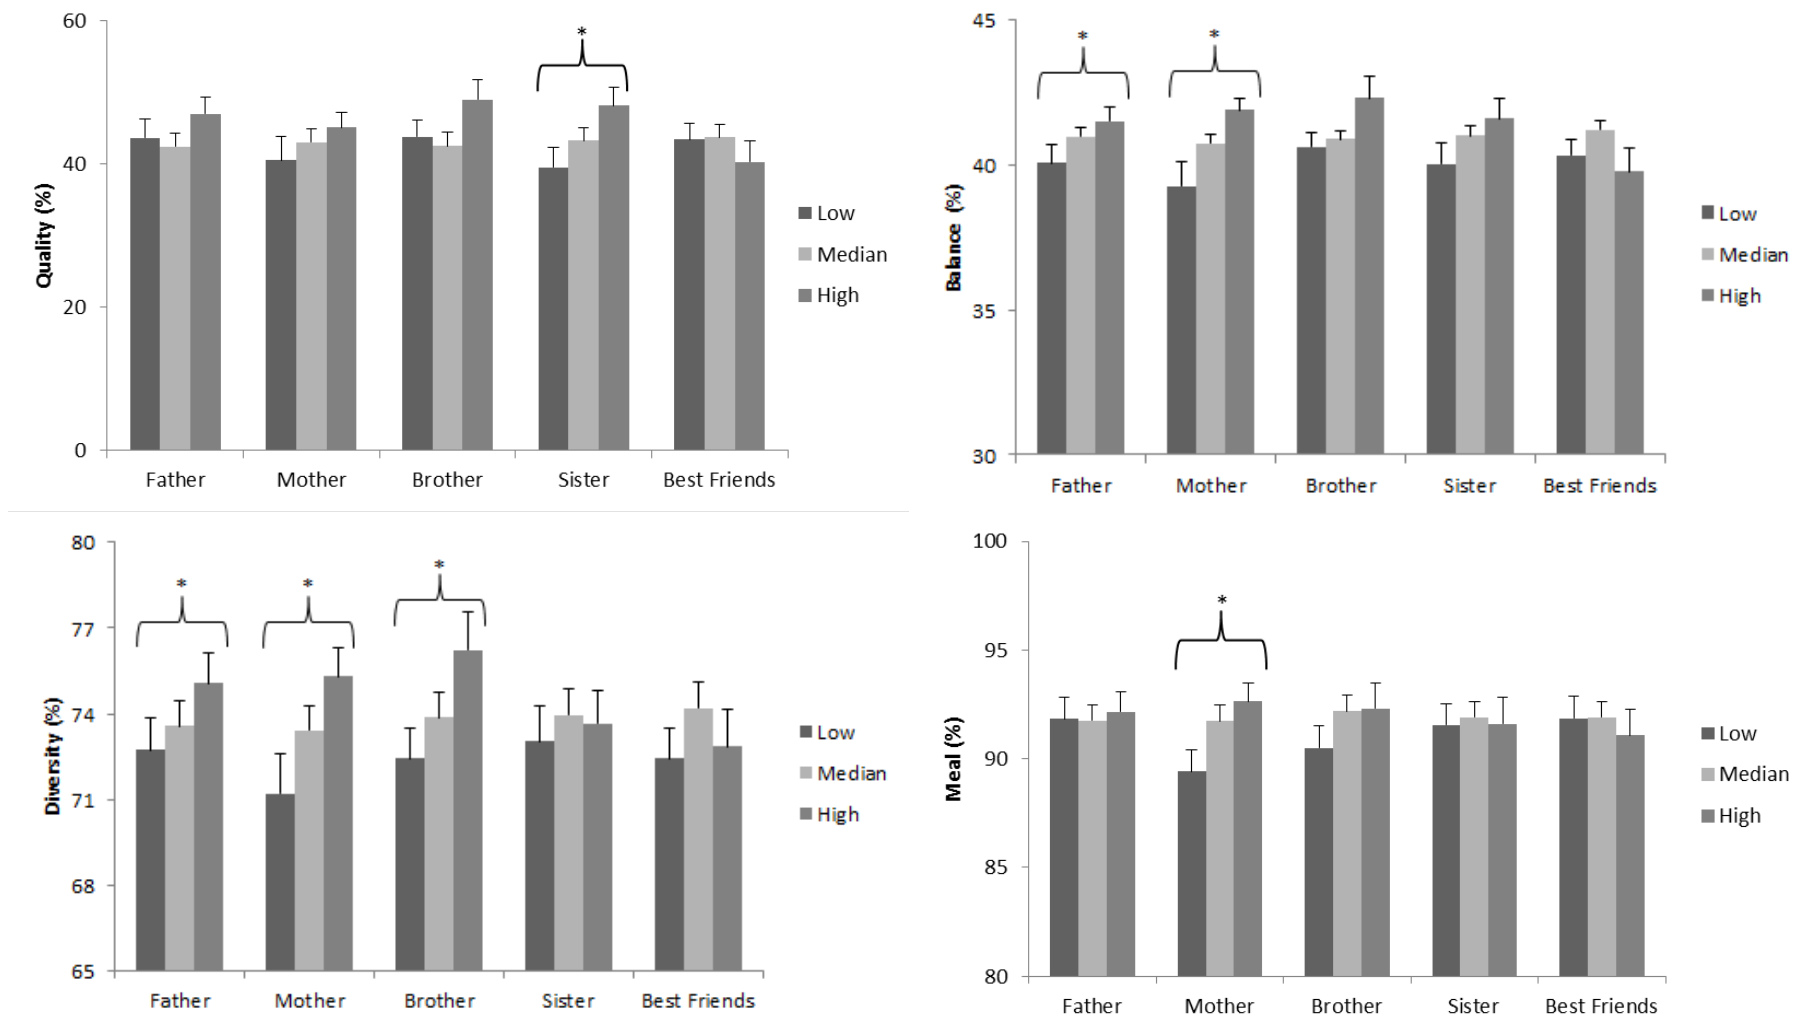 60
40
20
0
Quality (%)
*
Father Mother Brother Sister Best Friends
Low
Median
High
45
40
35
30
Balance (%)
* *
Father Mother Brother Sister Best Friends
Low
Median
High
80
77
74
71
68
65
Diversity (%)
* * *
Father Mother Brother Sister Best Friends
Low
Median
High
100
95
90
85
80
Meal (%)
*
Father Mother Brother Sister Best Friends
Low
Median
High